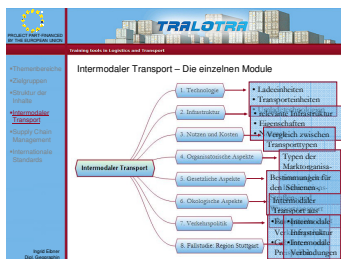 PROJECT PART-FINANCED
BY THE EUROPEAN UNION
TRALOTRA
Training tools in Logistics and Transport
Intermodaler Transport – Die einzelnen Module
•Themenbereiche
•Zielgruppen
•Struktur der
Inhalte
•Intermodaler
Transport
•Supply Chain
Management
•Internationale
Standards
Ingrid Eibner
Dipl. Geographin
Intermodaler Transport
1. Technologie
• Ladeeinheiten
• Transporteinheiten
2. Infrastruktur
• relevante Infrastruktur
• Eigenschaften
3. Nutzen und Kosten
Vergleich zwischen
Transporttypen
4. Organisatorische Aspekte
Typen der
Marktorganisa-
5. Gesetzliche Aspekte
Bestimmungen für
den Schienen-,
6. Ökologische Aspekte
Intermodaler
Transport aus
7. Verkehrspolitik
•Intermodule
Infrastruktur
8. Fallstudie: Region Stuttgart
•Intermodule
Verbindungen